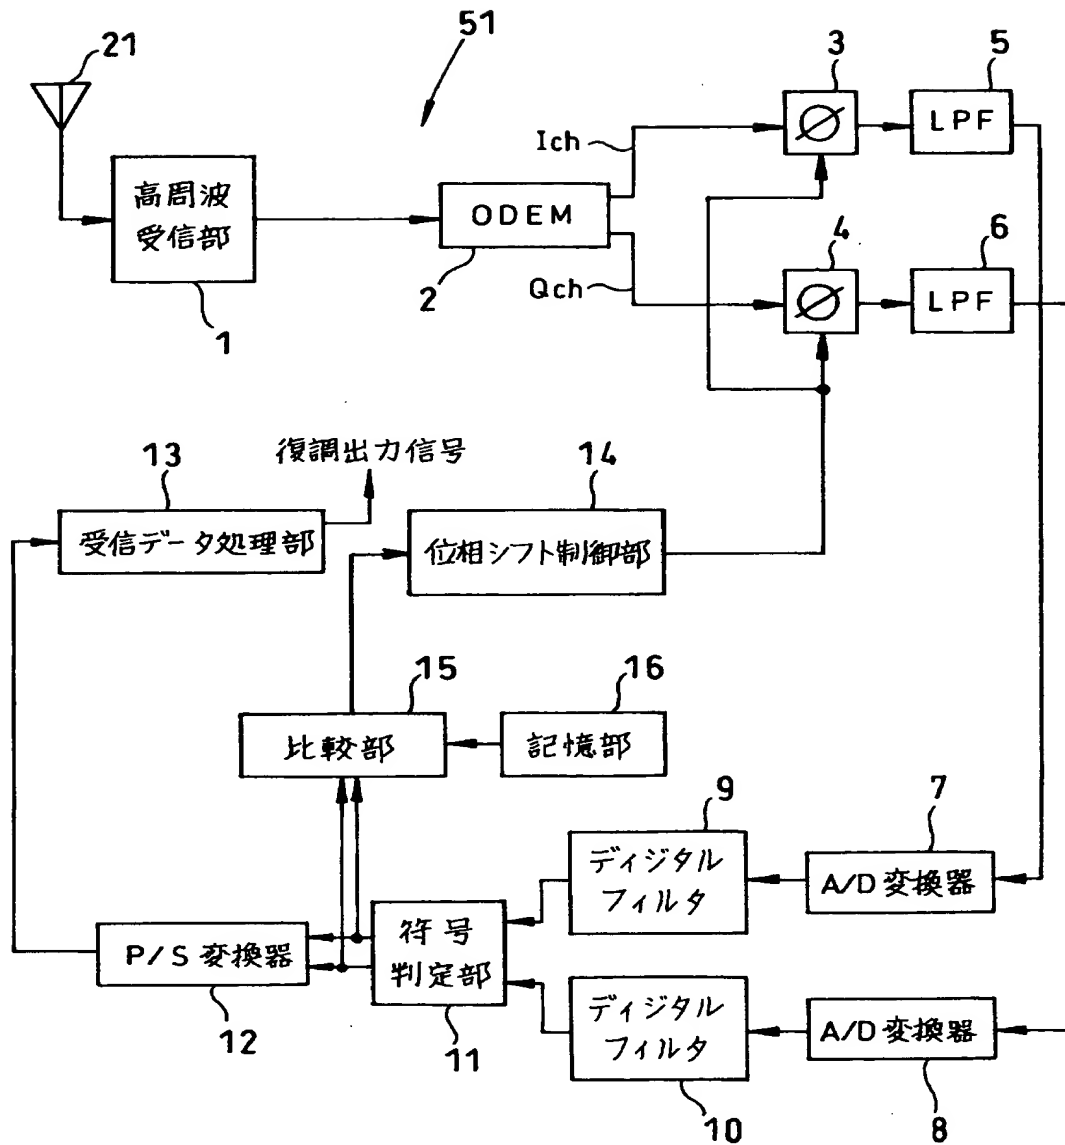 21
51
3
5
Ich
LPF
高周波
受信部
ODEM
1
2
Qch
4
6
LPF
13
復調出力信号
14
受信データ処理部
位相シフト制御部
15
16
比較部
記憶部
9
7
ディジタル
フィルタ
A/D変換器
符号
判定部
P/S変換器
12
11
ディジタル
フィルタ
A/D変換器
10
8